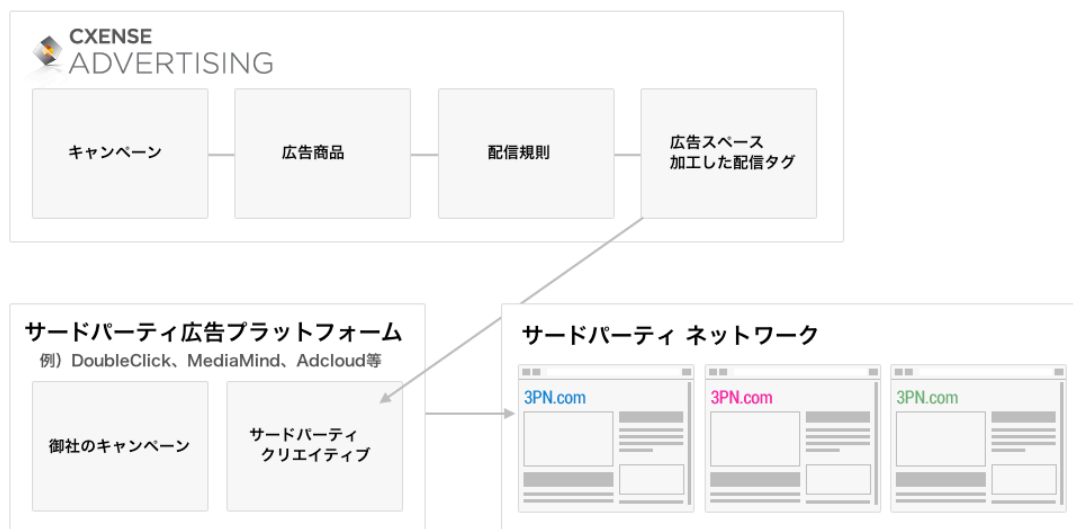 CXENSE
ADVERTISING
キャンペーン
広告商品
配信規則
広告スペース
加工した配信タグ
サードパーティ広告プラットフォーム
例）DoubleClick、MediaMind、Adcloud等
御社のキャンペーン
サードパーティ
クリエイティブ
サードパーティ ネットワーク
3PN.com
3PN.com
3PN.com